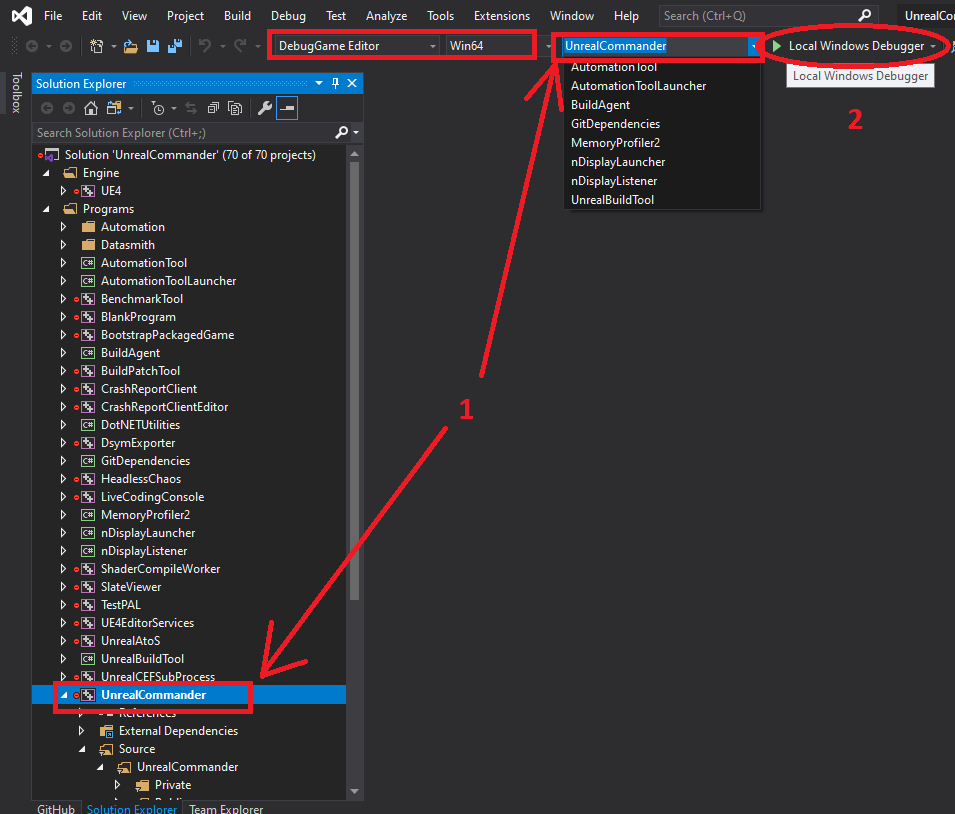 File Edit View Project Build Debug Test Analyze Tools Extensions Window Help Search (Ctrl+Q) UnrealCo
DebugGame Editor Win64 UnrealCommander Local Windows Debugger
Local Windows Debugger
AutomationTool
AutomationToolLauncher
BuildAgent
GitDependencies
MemoryProfiler2
nDisplayLauncher
nDisplayListener
UnrealBuildTool
2
1
Toolbox
Solution Explorer
Search Solution Explorer (Ctrl+;)
Solution 'UnrealCommander' (70 of 70 projects)
Engine
UE4
Programs
Automation
Datasmith
C# AutomationTool
C# AutomationToolLauncher
BenchmarkTool
BlankProgram
BootstrapPackagedGame
C# BuildAgent
BuildPatchTool
CrashReportClient
CrashReportClientEditor
C# DotNETUtilities
DsymExporter
C# GitDependencies
HeadlessChaos
LiveCodingConsole
C# MemoryProfiler2
C# nDisplayLauncher
C# nDisplayListener
ShaderCompileWorker
SlateViewer
TestPAL
UE4EditorServices
UnrealAtoS
C# UnrealBuildTool
UnrealCEFSubProcess
UnrealCommander
References
External Dependencies
Source
UnrealCommander
Private
GitHub Solution Explorer Team Explorer